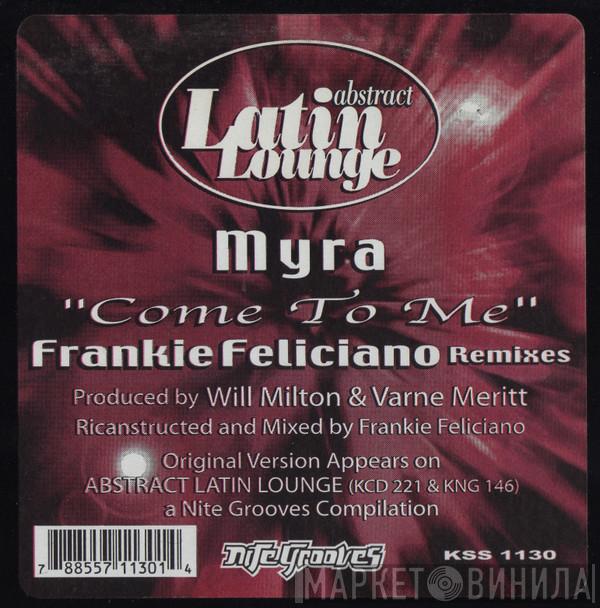 abstract
Latin
Lounge
Myra
"Come To Me"
Frankie Feliciano Remixes
Produced by Will Milton & Varne Meritt
Ricanstructed and Mixed by Frankie Feliciano
Original Version Appears on
ABSTRACT LATIN LOUNGE (KCD 221 & KNG 146)
a Nite Grooves Compilation
7 88557 11301 4
NiteGrooves
KSS 1130
МАРКЕТ ВИНИЛА